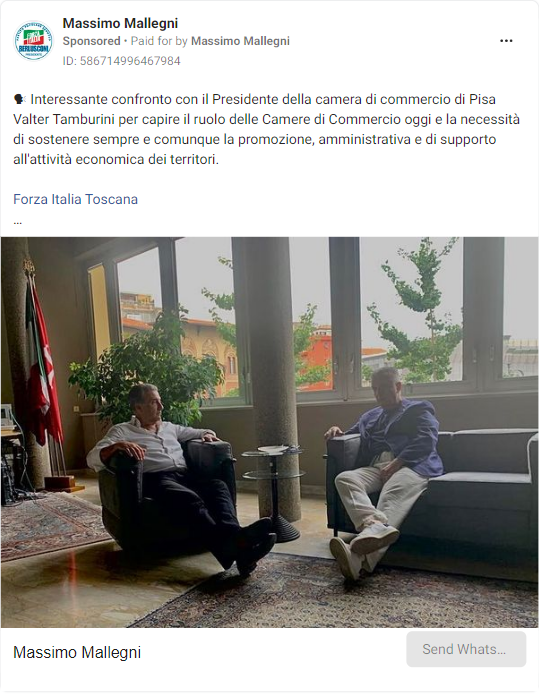 Massimo Mallegni
Sponsored • Paid for by Massimo Mallegni
ID: 586714996467984
🗣 Interessante confronto con il Presidente della camera di commercio di Pisa
Valter Tamburini per capire il ruolo delle Camere di Commercio oggi e la necessità
di sostenere sempre e comunque la promozione, amministrativa e di supporto
all'attività economica dei territori.
Forza Italia Toscana
...
Massimo Mallegni
Send Whats...